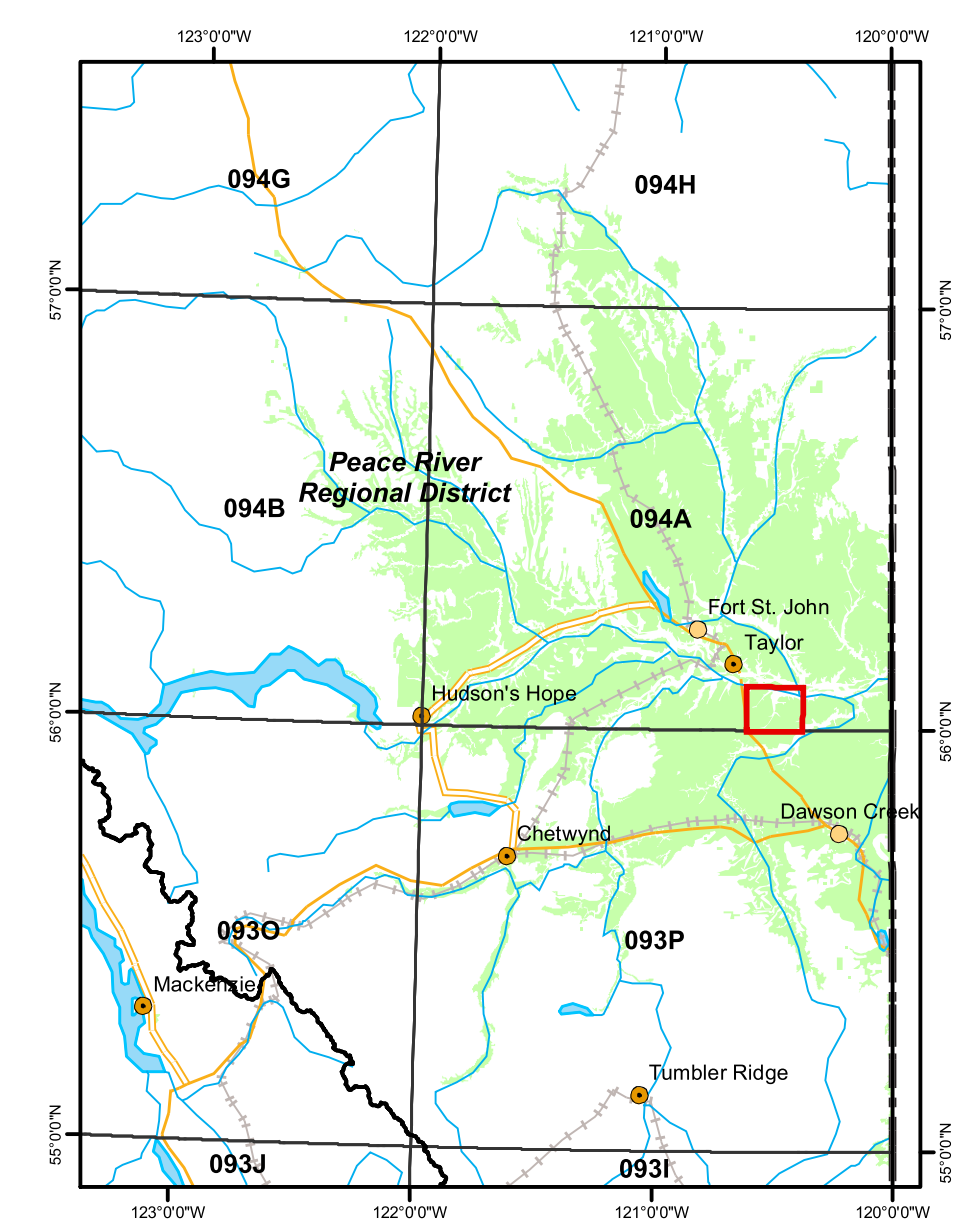 123°0'0"W
122°0'0"W
121°0'0"W
120°0'0"W
094G
094H
57°0'0"N
57°0'0"N
Peace River
Regional District
094B
094A
Fort St. John
Taylor
Hudson's Hope
56°0'0"N
56°0'0"N
Dawson Creek
Chetwynd
093O
093P
Mackenzie
Tumbler Ridge
55°0'0"N
55°0'0"N
093J
093I
123°0'0"W
122°0'0"W
121°0'0"W
120°0'0"W